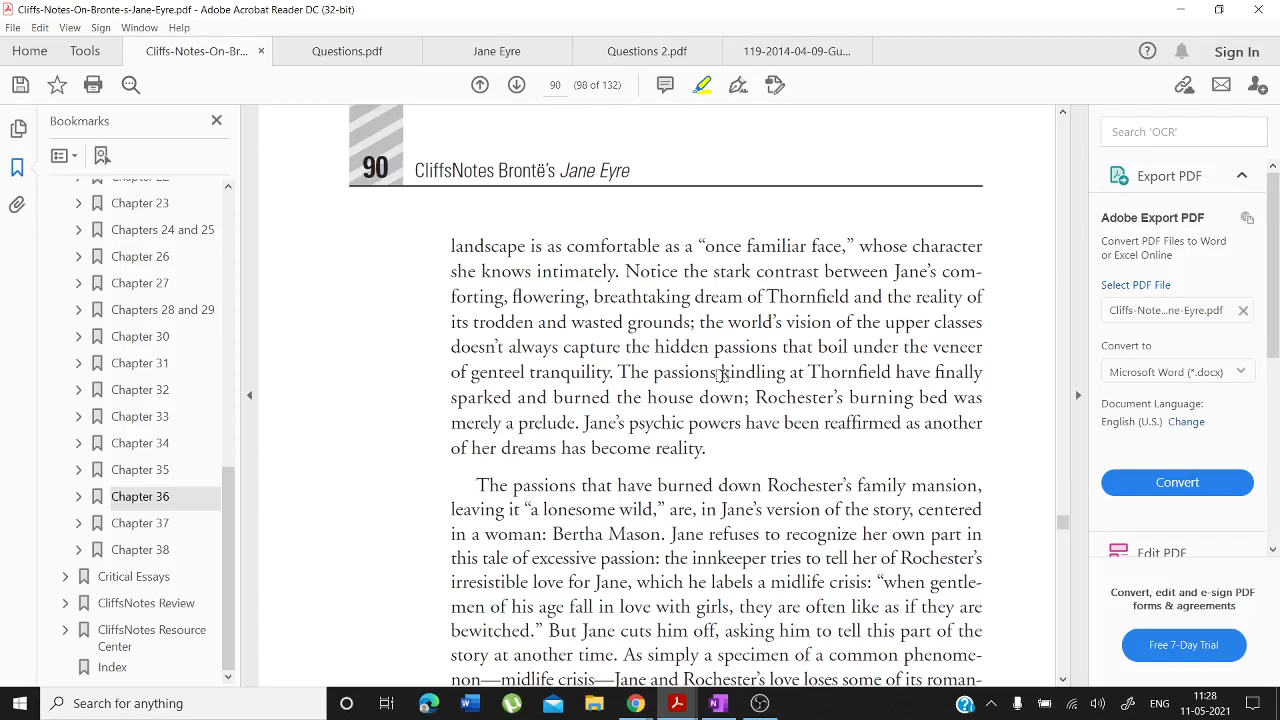 Cliffs-Notes-On-Bronte-s-Jane-Eyre.pdf - Adobe Acrobat Reader DC (32-bit)
File Edit View Sign Window Help
Home Tools Cliffs-Notes-On-Br... × Questions.pdf Jane Eyre Questions 2.pdf 119-2014-04-09-Gu... Sign In
90 (98 of 132)
Bookmarks
Chapter 23
Chapters 24 and 25
Chapter 26
Chapter 27
Chapters 28 and 29
Chapter 30
Chapter 31
Chapter 32
Chapter 33
Chapter 34
Chapter 35
Chapter 36
Chapter 37
Chapter 38
Critical Essays
CliffsNotes Review
CliffsNotes Resource
Center
Index
90 CliffsNotes Brontë's Jane Eyre
landscape is as comfortable as a “once familiar face,” whose character
she knows intimately. Notice the stark contrast between Jane’s com-
forting, flowering, breathtaking dream of Thornfield and the reality of
its trodden and wasted grounds; the world’s vision of the upper classes
doesn’t always capture the hidden passions that boil under the veneer
of genteel tranquility. The passions kindling at Thornfield have finally
sparked and burned the house down; Rochester’s burning bed was
merely a prelude. Jane’s psychic powers have been reaffirmed as another
of her dreams has become reality.
The passions that have burned down Rochester’s family mansion,
leaving it “a lonesome wild,” are, in Jane’s version of the story, centered
in a woman: Bertha Mason. Jane refuses to recognize her own part in
this tale of excessive passion: the innkeeper tries to tell her of Rochester’s
irresistible love for Jane, which he labels a midlife crisis: “when gentle-
men of his age fall in love with girls, they are often like as if they are
bewitched.” But Jane cuts him off, asking him to tell this part of the
story at another time. As simply a specimen of a common phenome-
non—midlife crisis—Jane and Rochester’s love loses some of its roman-
Search 'OCR'
Export PDF
Adobe Export PDF
Convert PDF Files to Word
or Excel Online
Select PDF File
Cliffs-Note...ne-Eyre.pdf
Convert to
Microsoft Word (*.docx)
Document Language:
English (U.S.) Change
Convert
Edit PDF
Convert, edit and e-sign PDF
forms & agreements
Free 7-Day Trial
Search for anything
ENG
11:28
11-05-2021